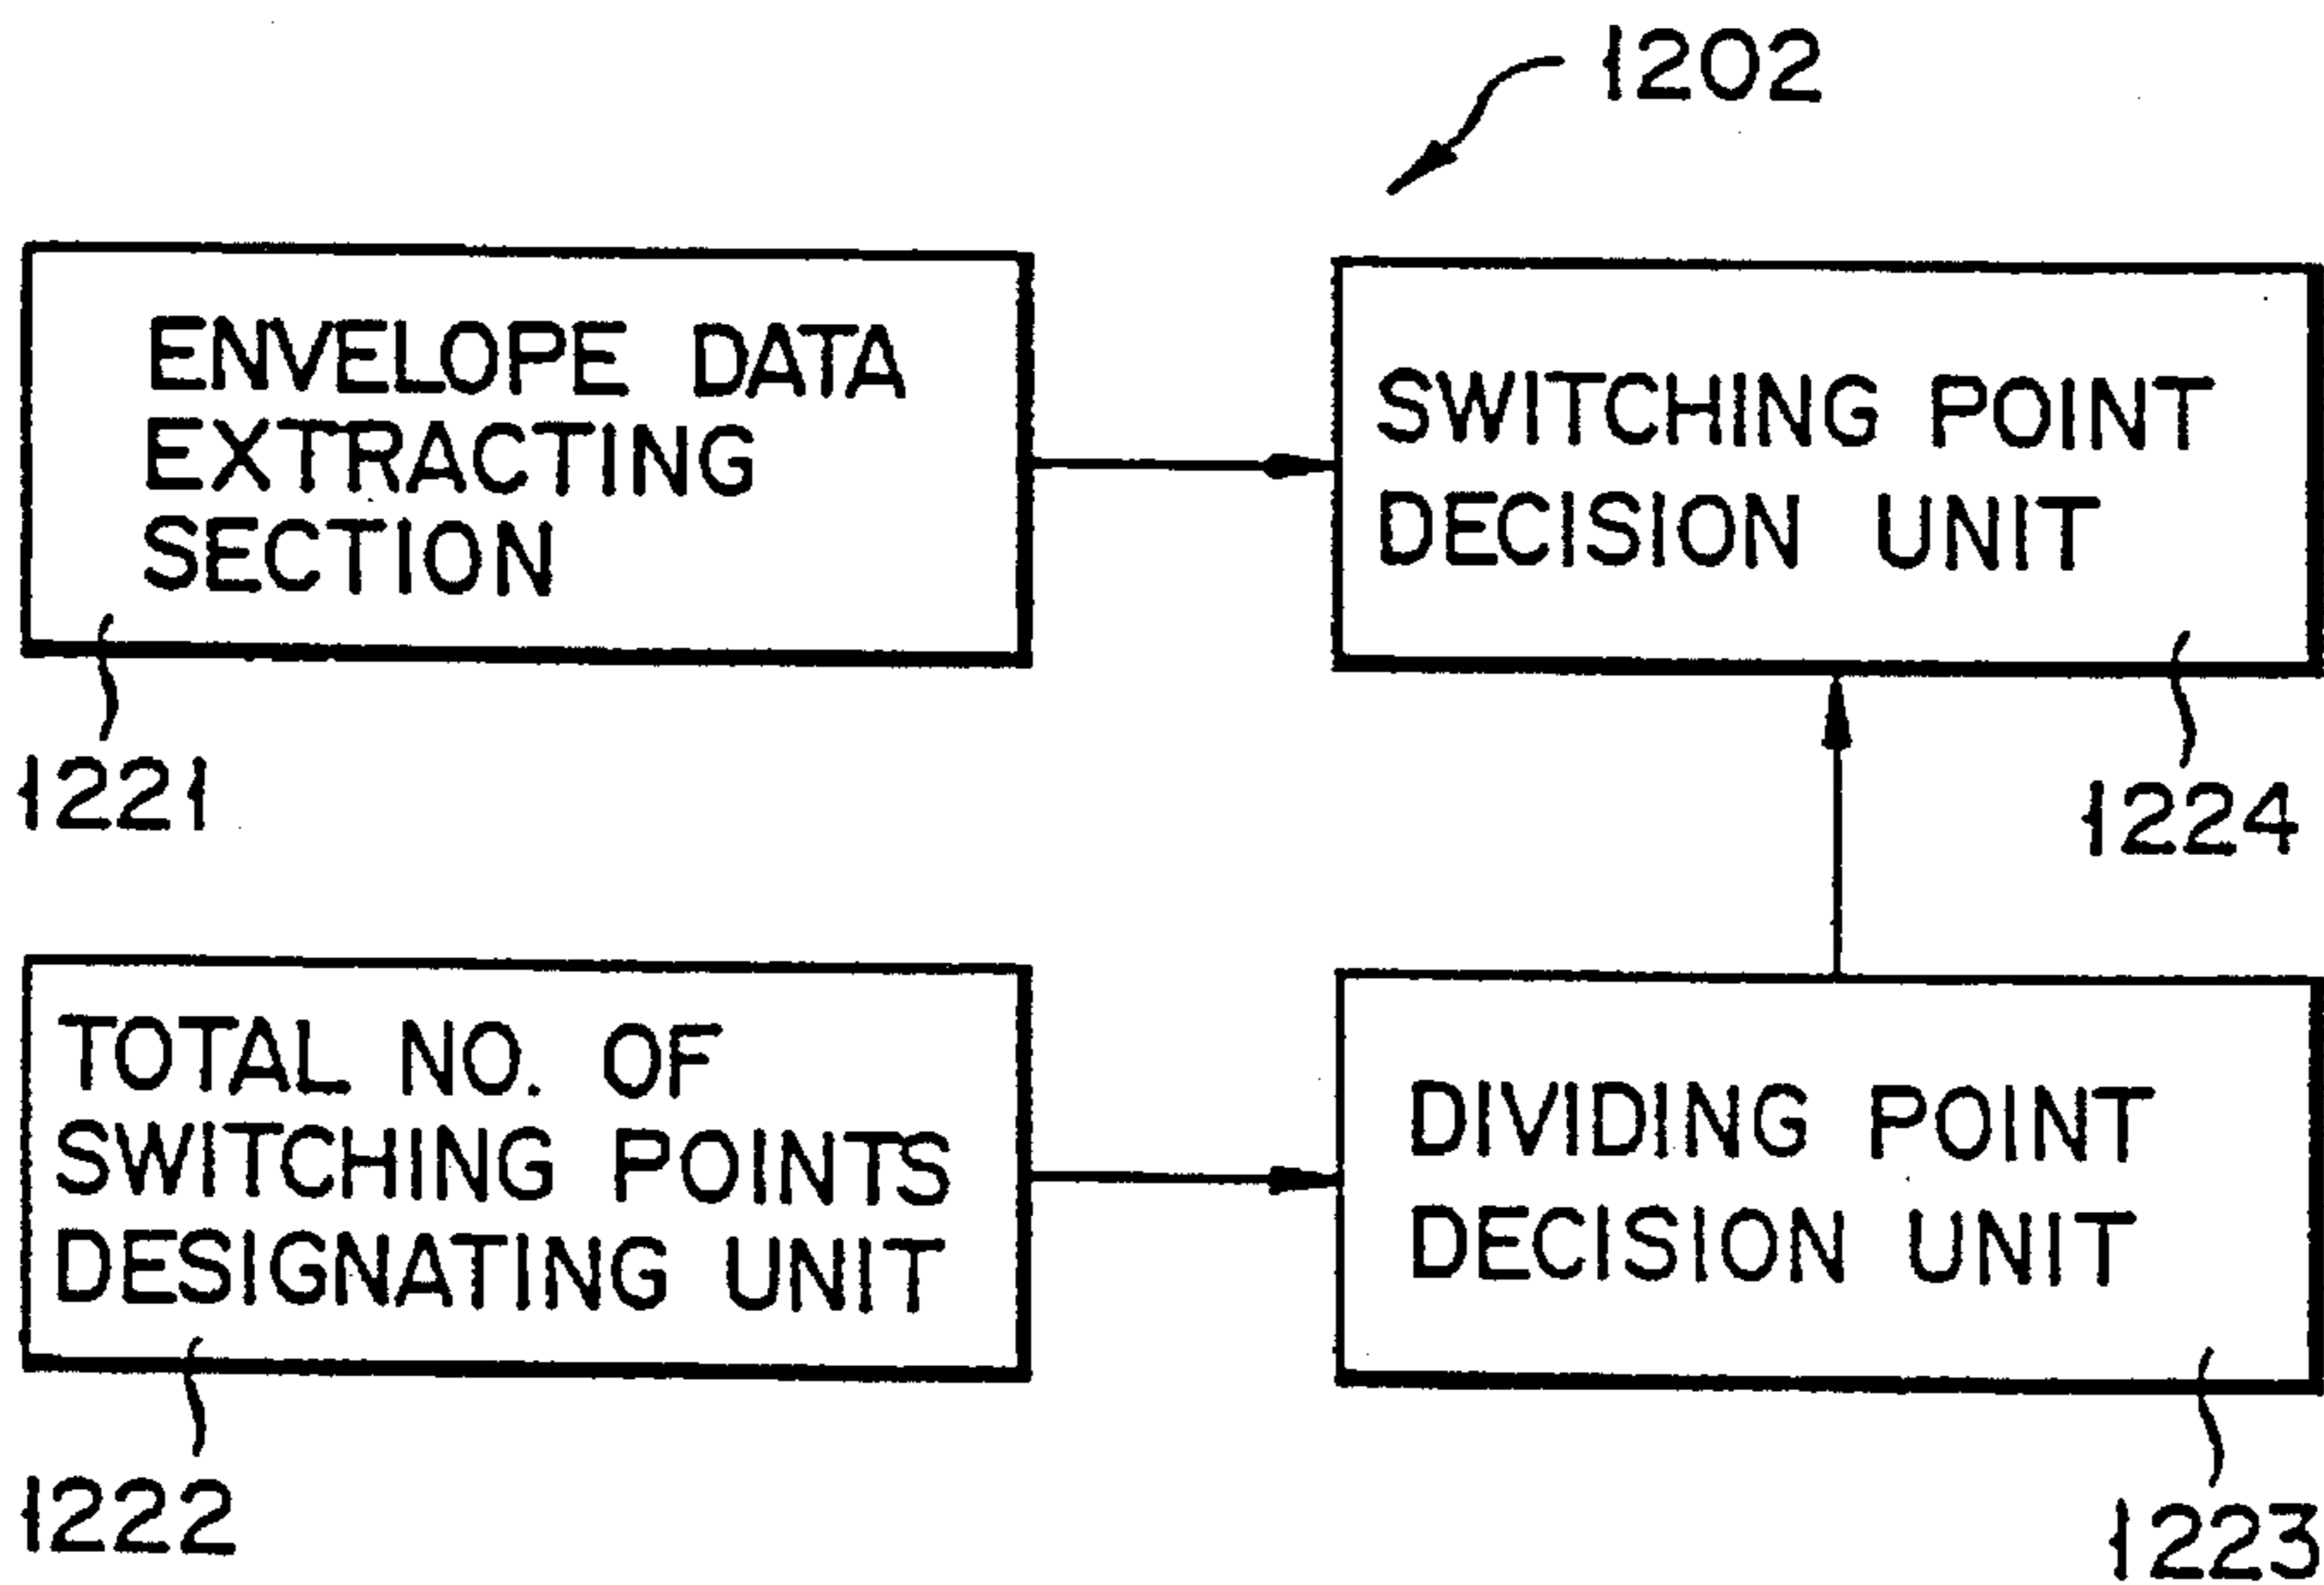 1202
ENVELOPE DATA
EXTRACTING
SECTION
SWITCHING POINT
DECISION UNIT
1221
1224
TOTAL NO. OF
SWITCHING POINTS
DESIGNATING UNIT
DIVIDING POINT
DECISION UNIT
1222
1223